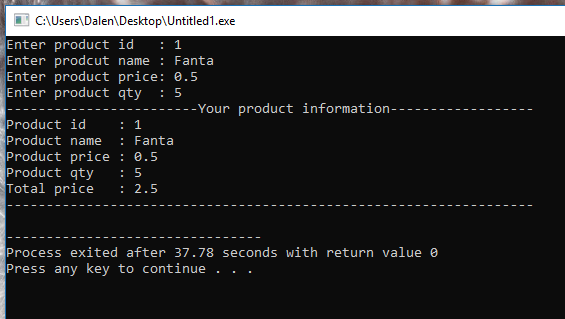 C:\Users\Dalen\Desktop\Untitled1.exe
Enter product id   : 1
Enter prodcut name : Fanta
Enter product price: 0.5
Enter product qty  : 5
------------------------Your product information------------------
Product id    : 1
Product name  : Fanta
Product price : 0.5
Product qty   : 5
Total price   : 2.5
------------------------------------------------------------------
--------------------------------
Process exited after 37.78 seconds with return value 0
Press any key to continue . . .